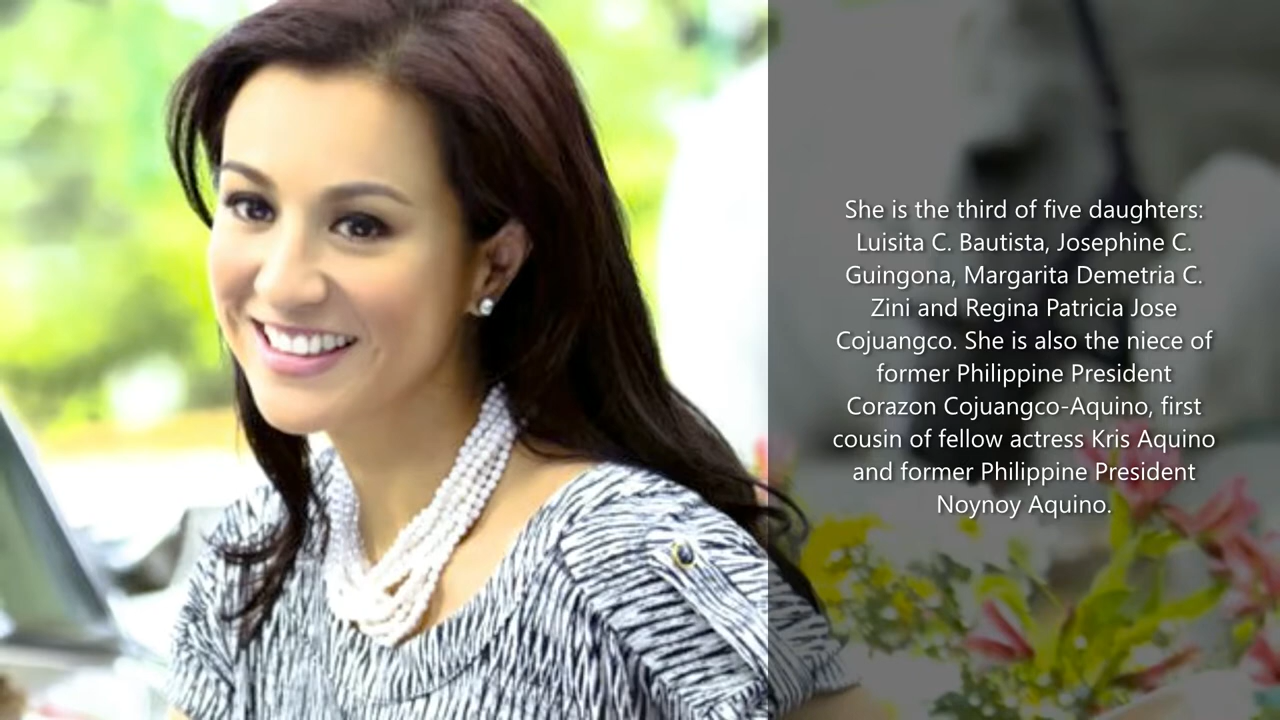 She is the third of five daughters:
Luisita C. Bautista, Josephine C.
Guingona, Margarita Demetria C.
Zini and Regina Patricia Jose
Cojuangco. She is also the niece of
former Philippine President
Corazon Cojuangco-Aquino, first
cousin of fellow actress Kris Aquino
and former Philippine President
Noynoy Aquino.